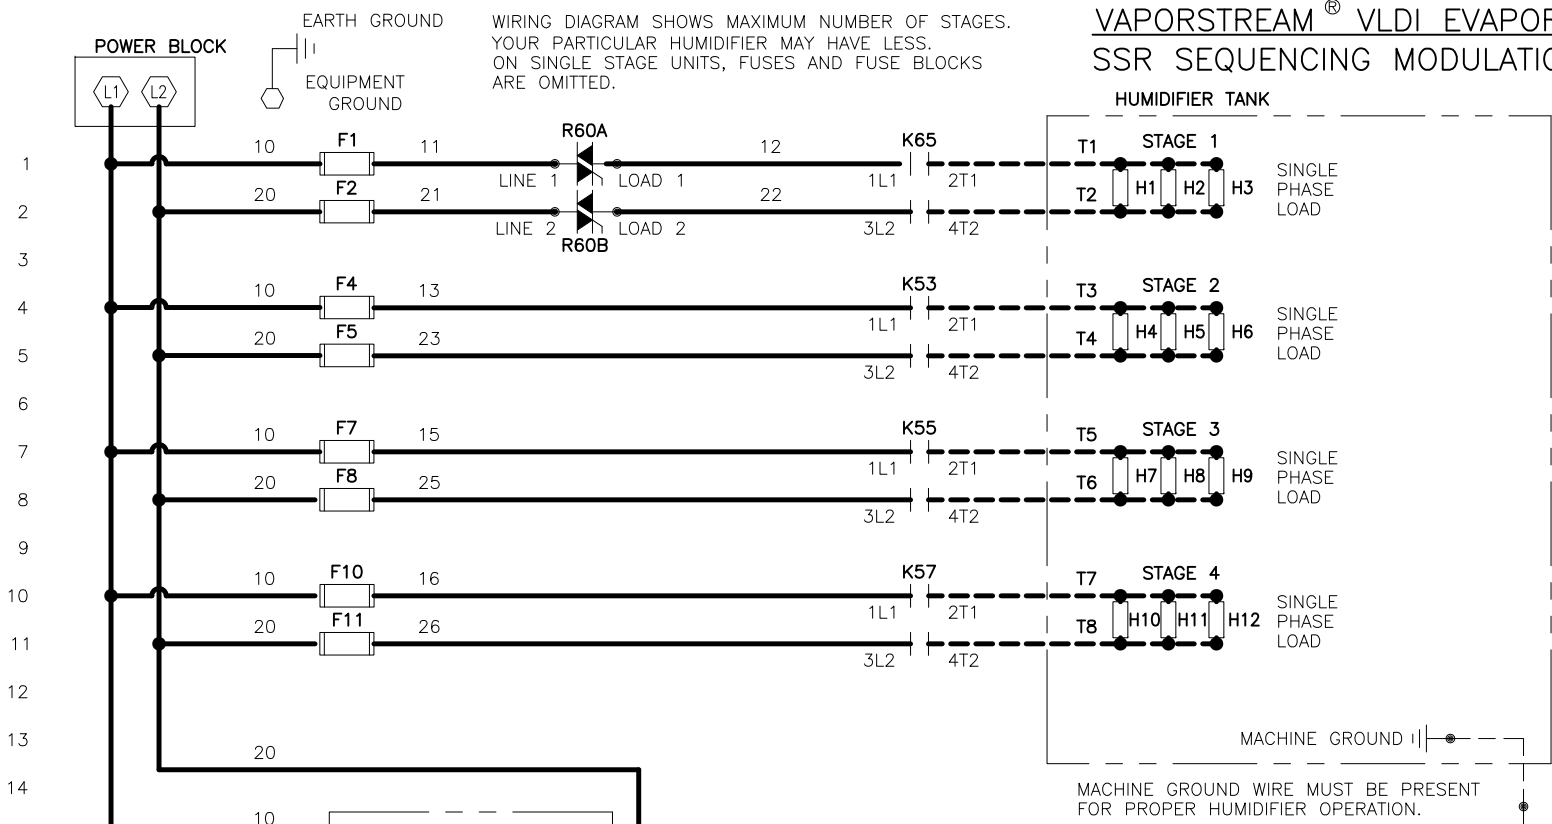 EARTH GROUND
WIRING DIAGRAM SHOWS MAXIMUM NUMBER OF STAGES.
YOUR PARTICULAR HUMIDIFIER MAY HAVE LESS.
ON SINGLE STAGE UNITS, FUSES AND FUSE BLOCKS
ARE OMITTED.
VAPORSTREAM ® VLDI EVAPOR
SSR SEQUENCING MODULATIO
POWER BLOCK
L1 L2
EQUIPMENT
GROUND
HUMIDIFIER TANK
R60A
10 F1 11 12 K65 T1 STAGE 1
1
LINE 1 LOAD 1 1L1 2T1
SINGLE
PHASE
LOAD
H1 H2 H3
20 F2 21 22 T2
2
LINE 2 LOAD 2 3L2 4T2
R60B
3
10 F4 13 K53 T3 STAGE 2
4
1L1 2T1
SINGLE
PHASE
LOAD
H4 H5 H6
20 F5 23 T4
5
3L2 4T2
6
10 F7 15 K55 T5 STAGE 3
7
1L1 2T1
SINGLE
PHASE
LOAD
H7 H8 H9
20 F8 25 T6
8
3L2 4T2
9
10 F10 16 K57 T7 STAGE 4
10
1L1 2T1
SINGLE
PHASE
LOAD
H10 H11 H12
20 F11 26 T8
11
3L2 4T2
12
13
MACHINE GROUND
20
14
MACHINE GROUND WIRE MUST BE PRESENT
FOR PROPER HUMIDIFIER OPERATION.
10